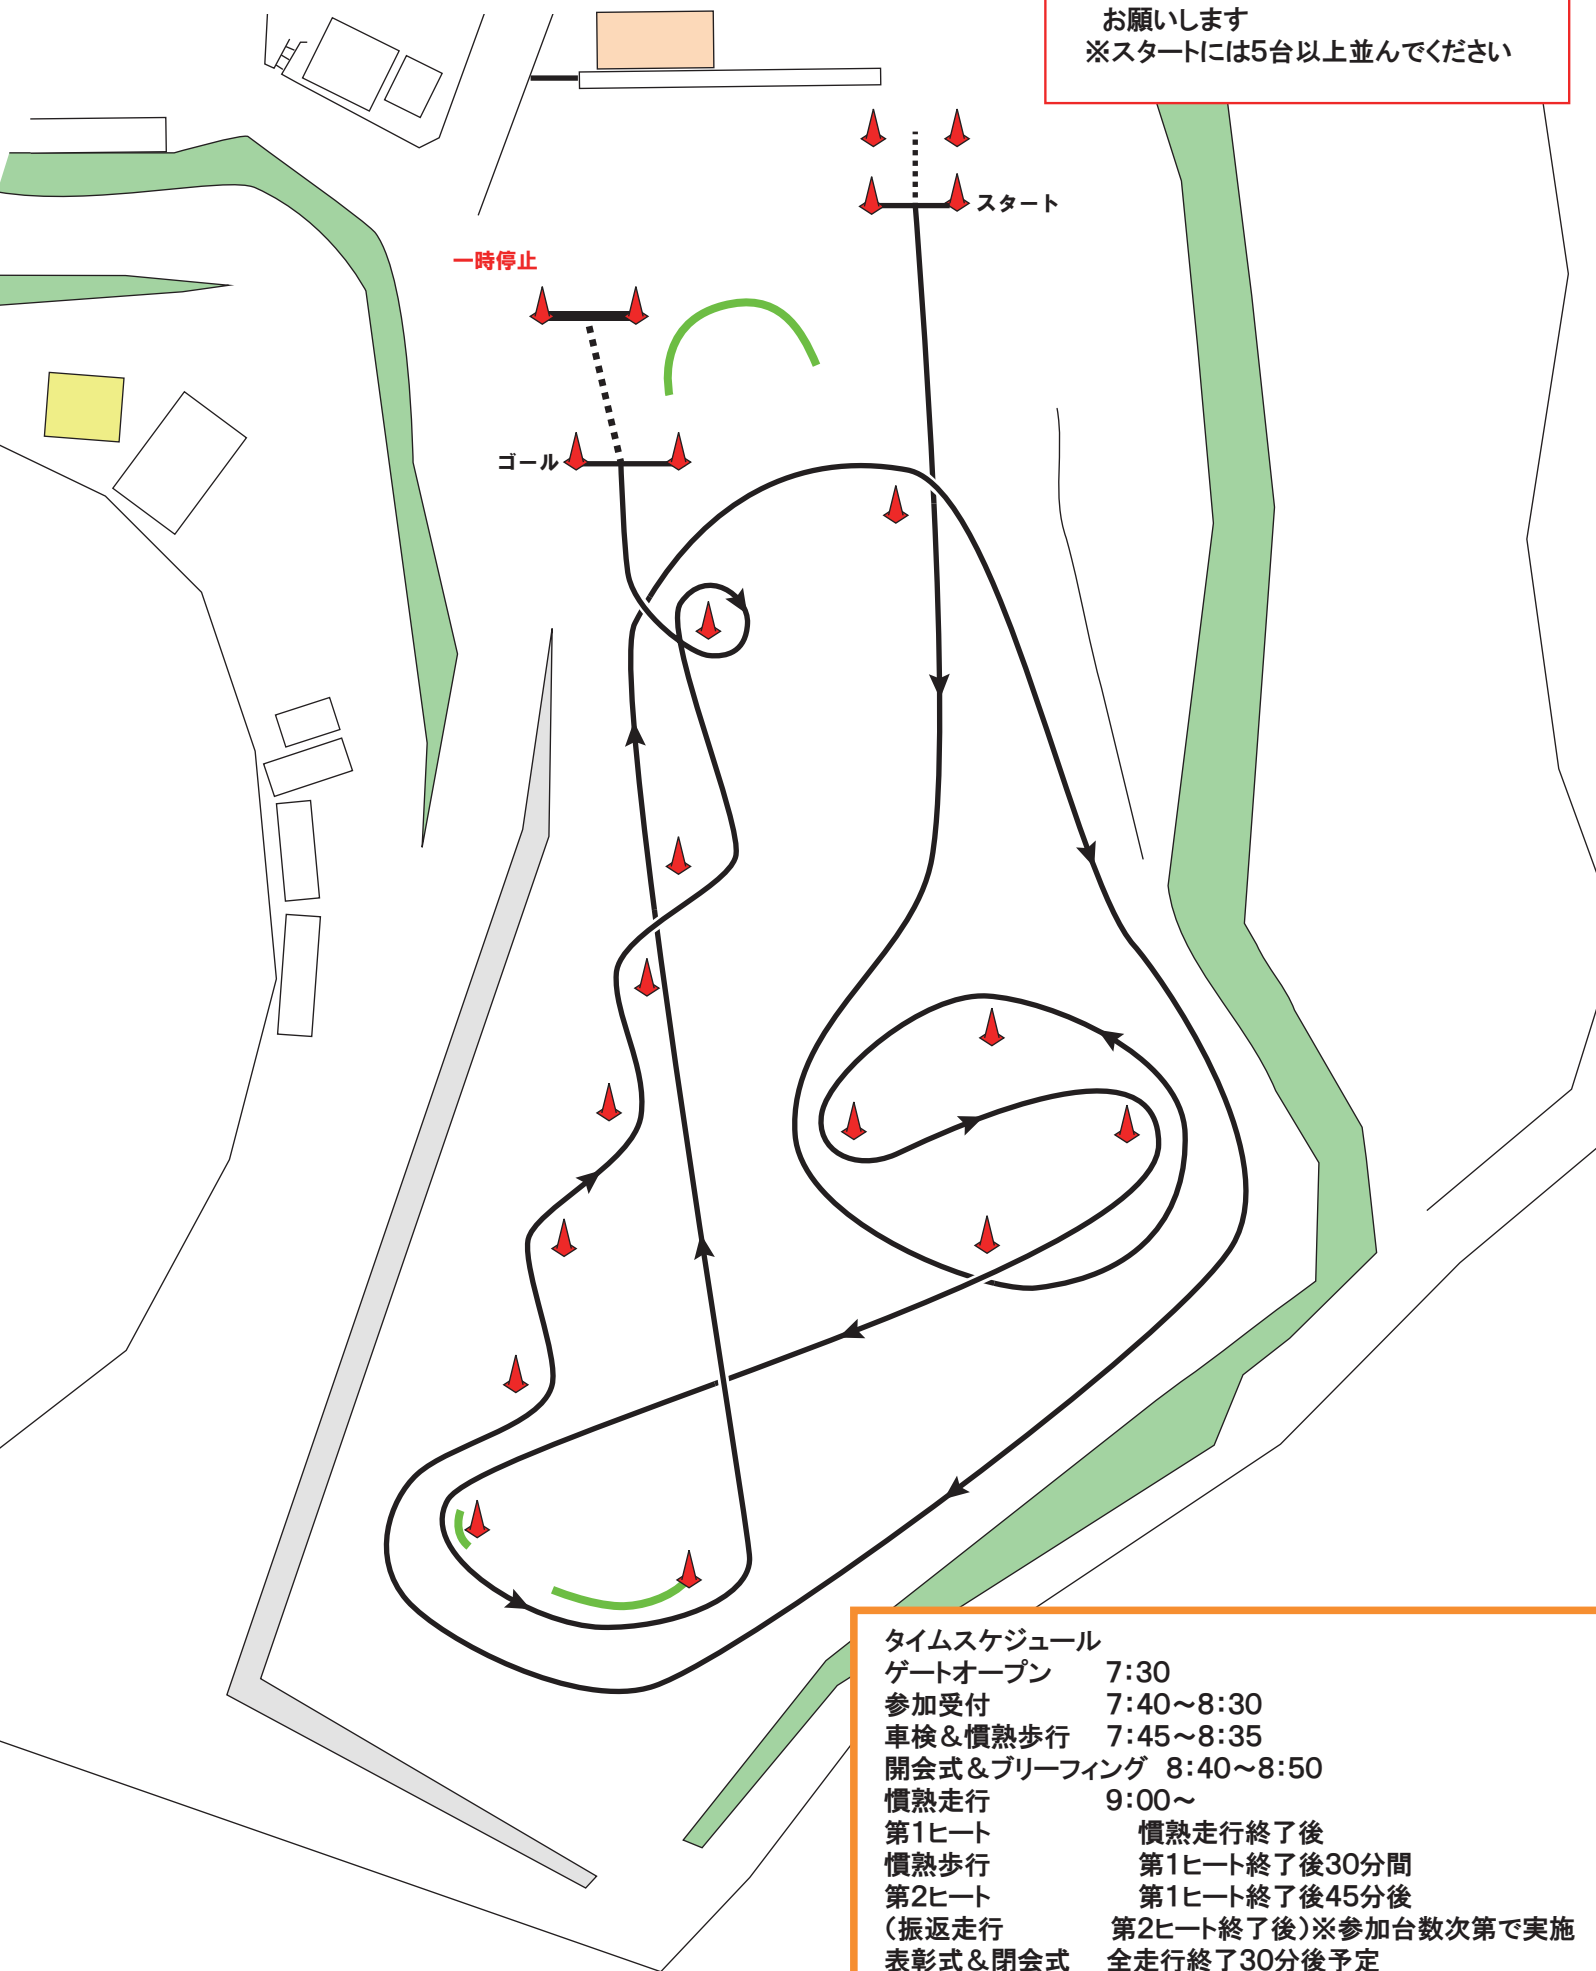 お願いします
※スタートには5台以上並んでください
スタート
一時停止
ゴール
タイムスケジュール
ゲートオープン 7:30
参加受付 7:40～8:30
車検＆慣熟歩行 7:45～8:35
開会式＆ブリーフィング 8:40～8:50
慣熟走行 9:00～
第1ヒート 慣熟走行終了後
慣熟歩行 第1ヒート終了後30分間
第2ヒート 第1ヒート終了後45分後
(振返走行 第2ヒート終了後)※参加台数次第で実施
表彰式＆閉会式 全走行終了30分後予定